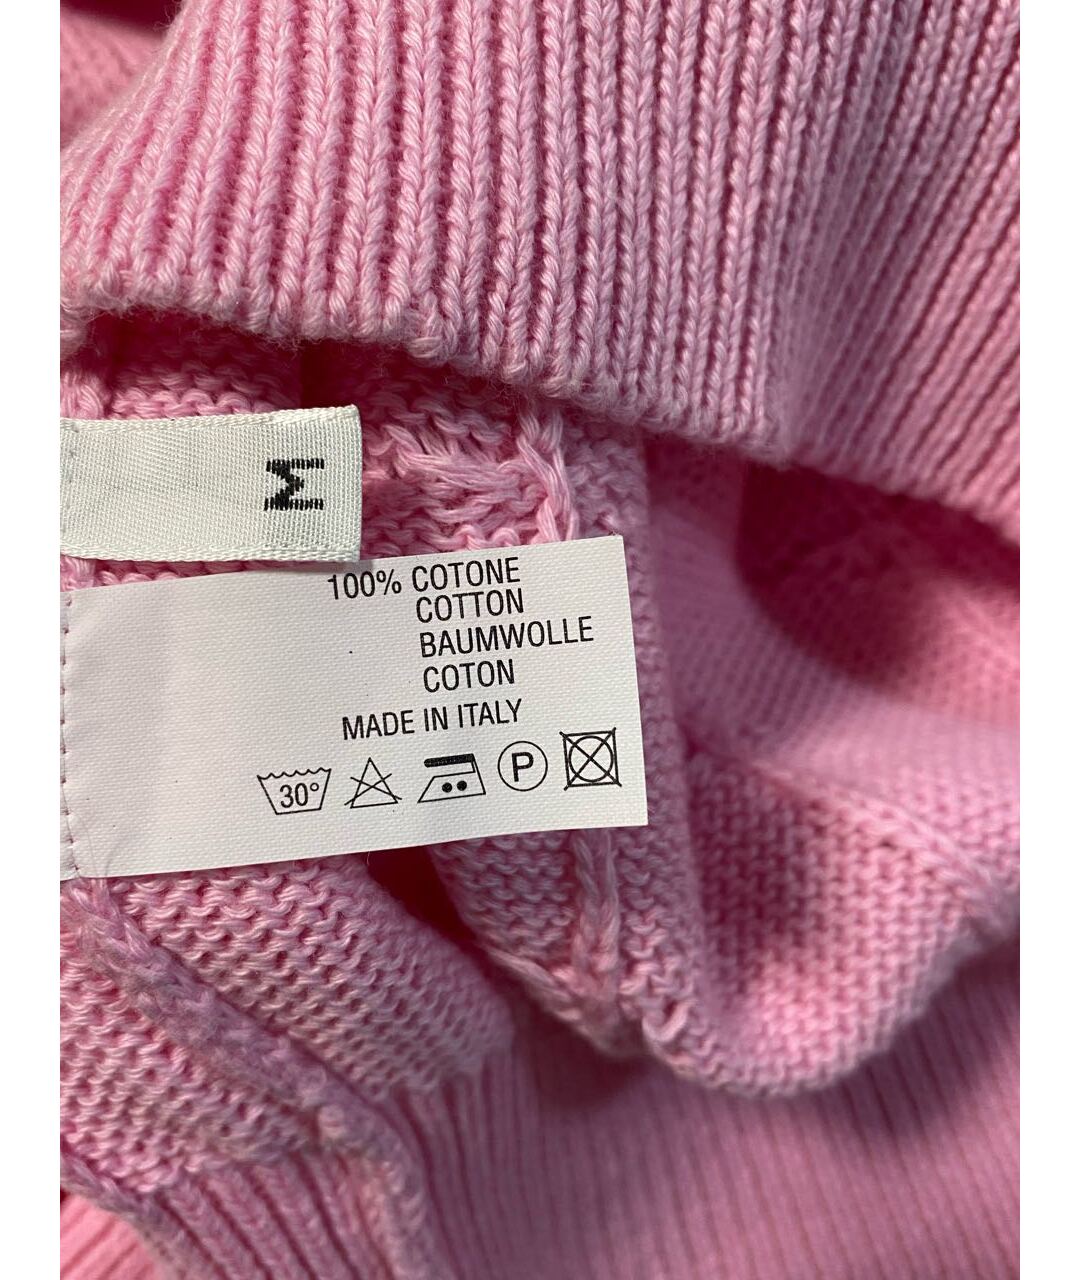 M
100% COTONE
COTTON
BAUMWOLLE
COTON
MADE IN ITALY
30° P